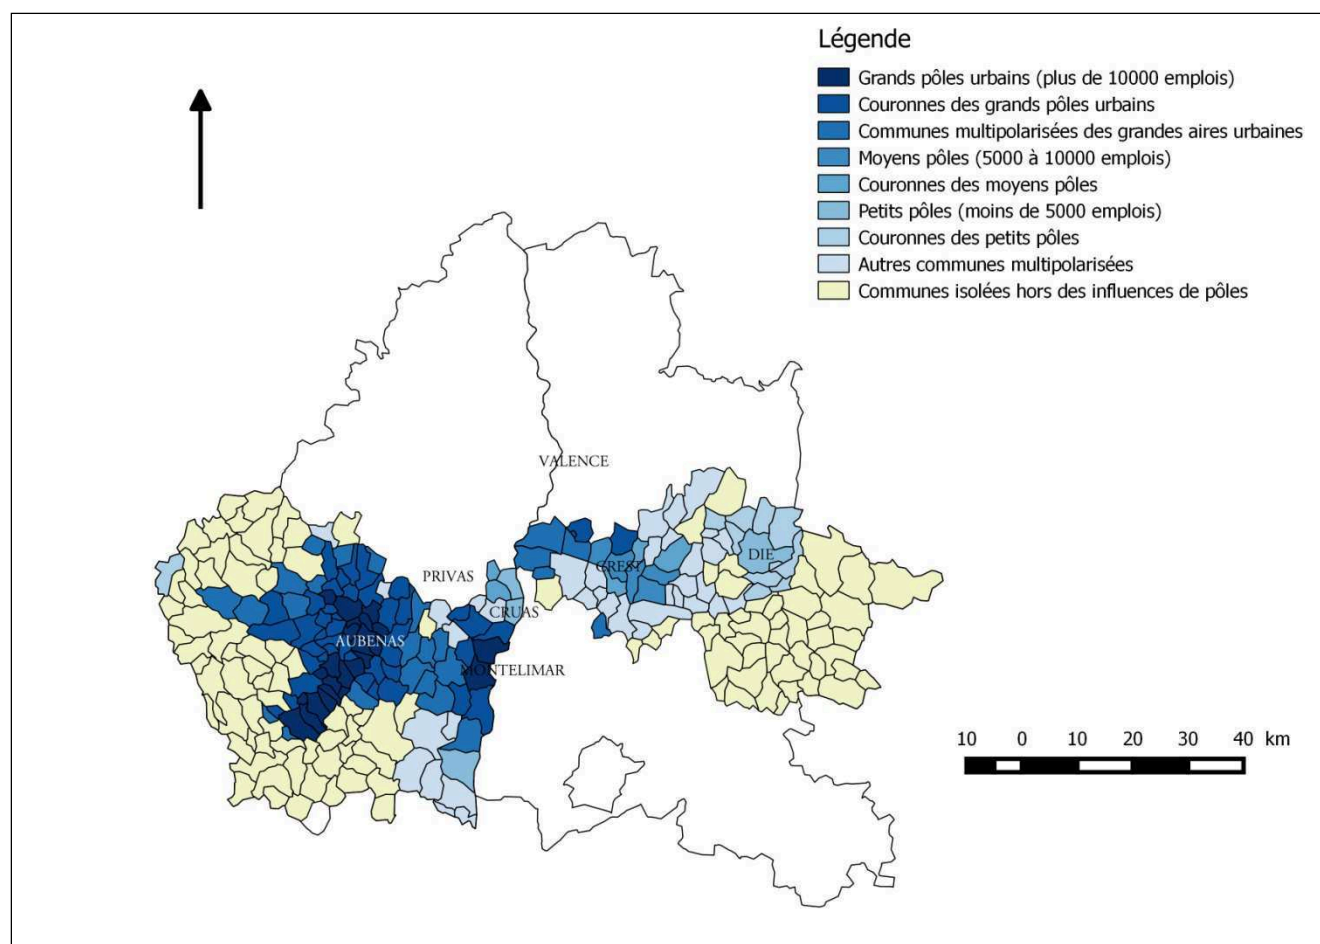 Légende
Grands pôles urbains (plus de 10000 emplois)
Couronnes des grands pôles urbains
Communes multipolarisées des grandes aires urbaines
Moyens pôles (5000 à 10000 emplois)
Couronnes des moyens pôles
Petits pôles (moins de 5000 emplois)
Couronnes des petits pôles
Autres communes multipolarisées
Communes isolées hors des influences de pôles
VALENCE
DIE
CREST
PRIVAS
CRUAS
AUBENAS
MONTELIMAR
10 0 10 20 30 40 km